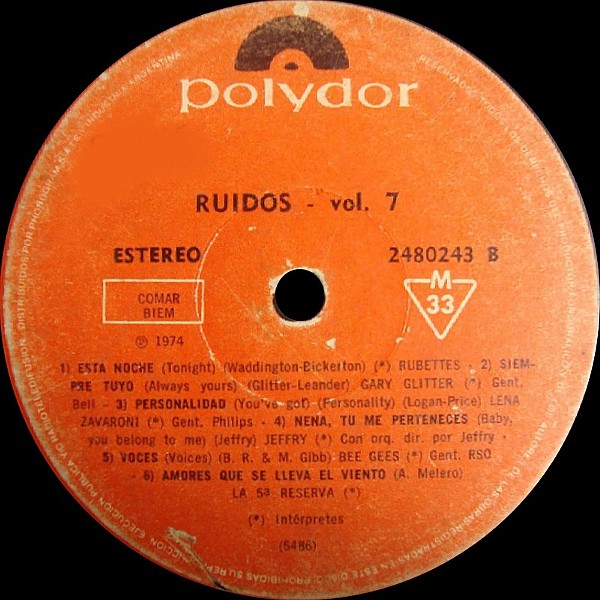 polydor
RUIDOS - vol. 7
ESTEREO
2480243 B
COMAR
BIEM
M
33
℗ 1974
1) ESTA NOCHE (Tonight) (Waddington-Bickerton) (*) RUBETTES - 2) SIEM-
PRE TUYO (Always yours) (Glitter-Leander) GARY GLITTER (*) Gent.
Bell - 3) PERSONALIDAD (You've got) (Personality) (Logan-Price) LENA
ZAVARONI (*) Gent. Philips - 4) NENA, TU ME PERTENECES (Baby,
you belong to me) (Jeffry) JEFFRY (*) Con orq. dir. por Jeffry -
5) VOCES (Voices) (B. R. & M. Gibb) BEE GEES (*) Gent. RSO
- 6) AMORES QUE SE LLEVA EL VIENTO (A. Melero)
LA 5ª RESERVA (*)
(*) Intérpretes
(5486)
INDUSTRIA ARGENTINA